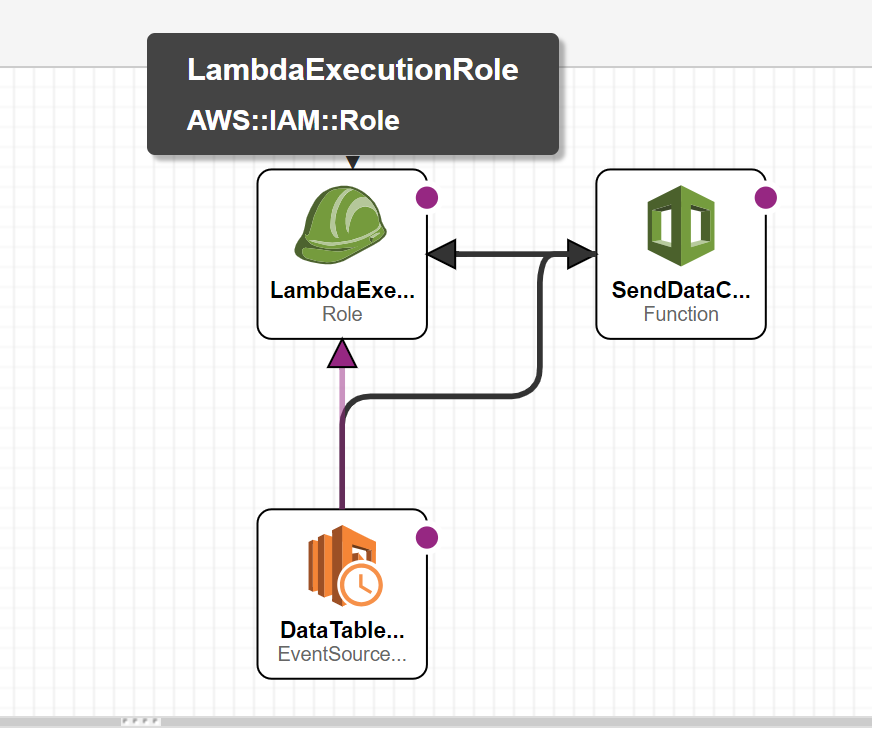 LambdaExecutionRole
AWS::IAM::Role
LambdaExe...
Role
SendDataC...
Function
DataTable...
EventSource...